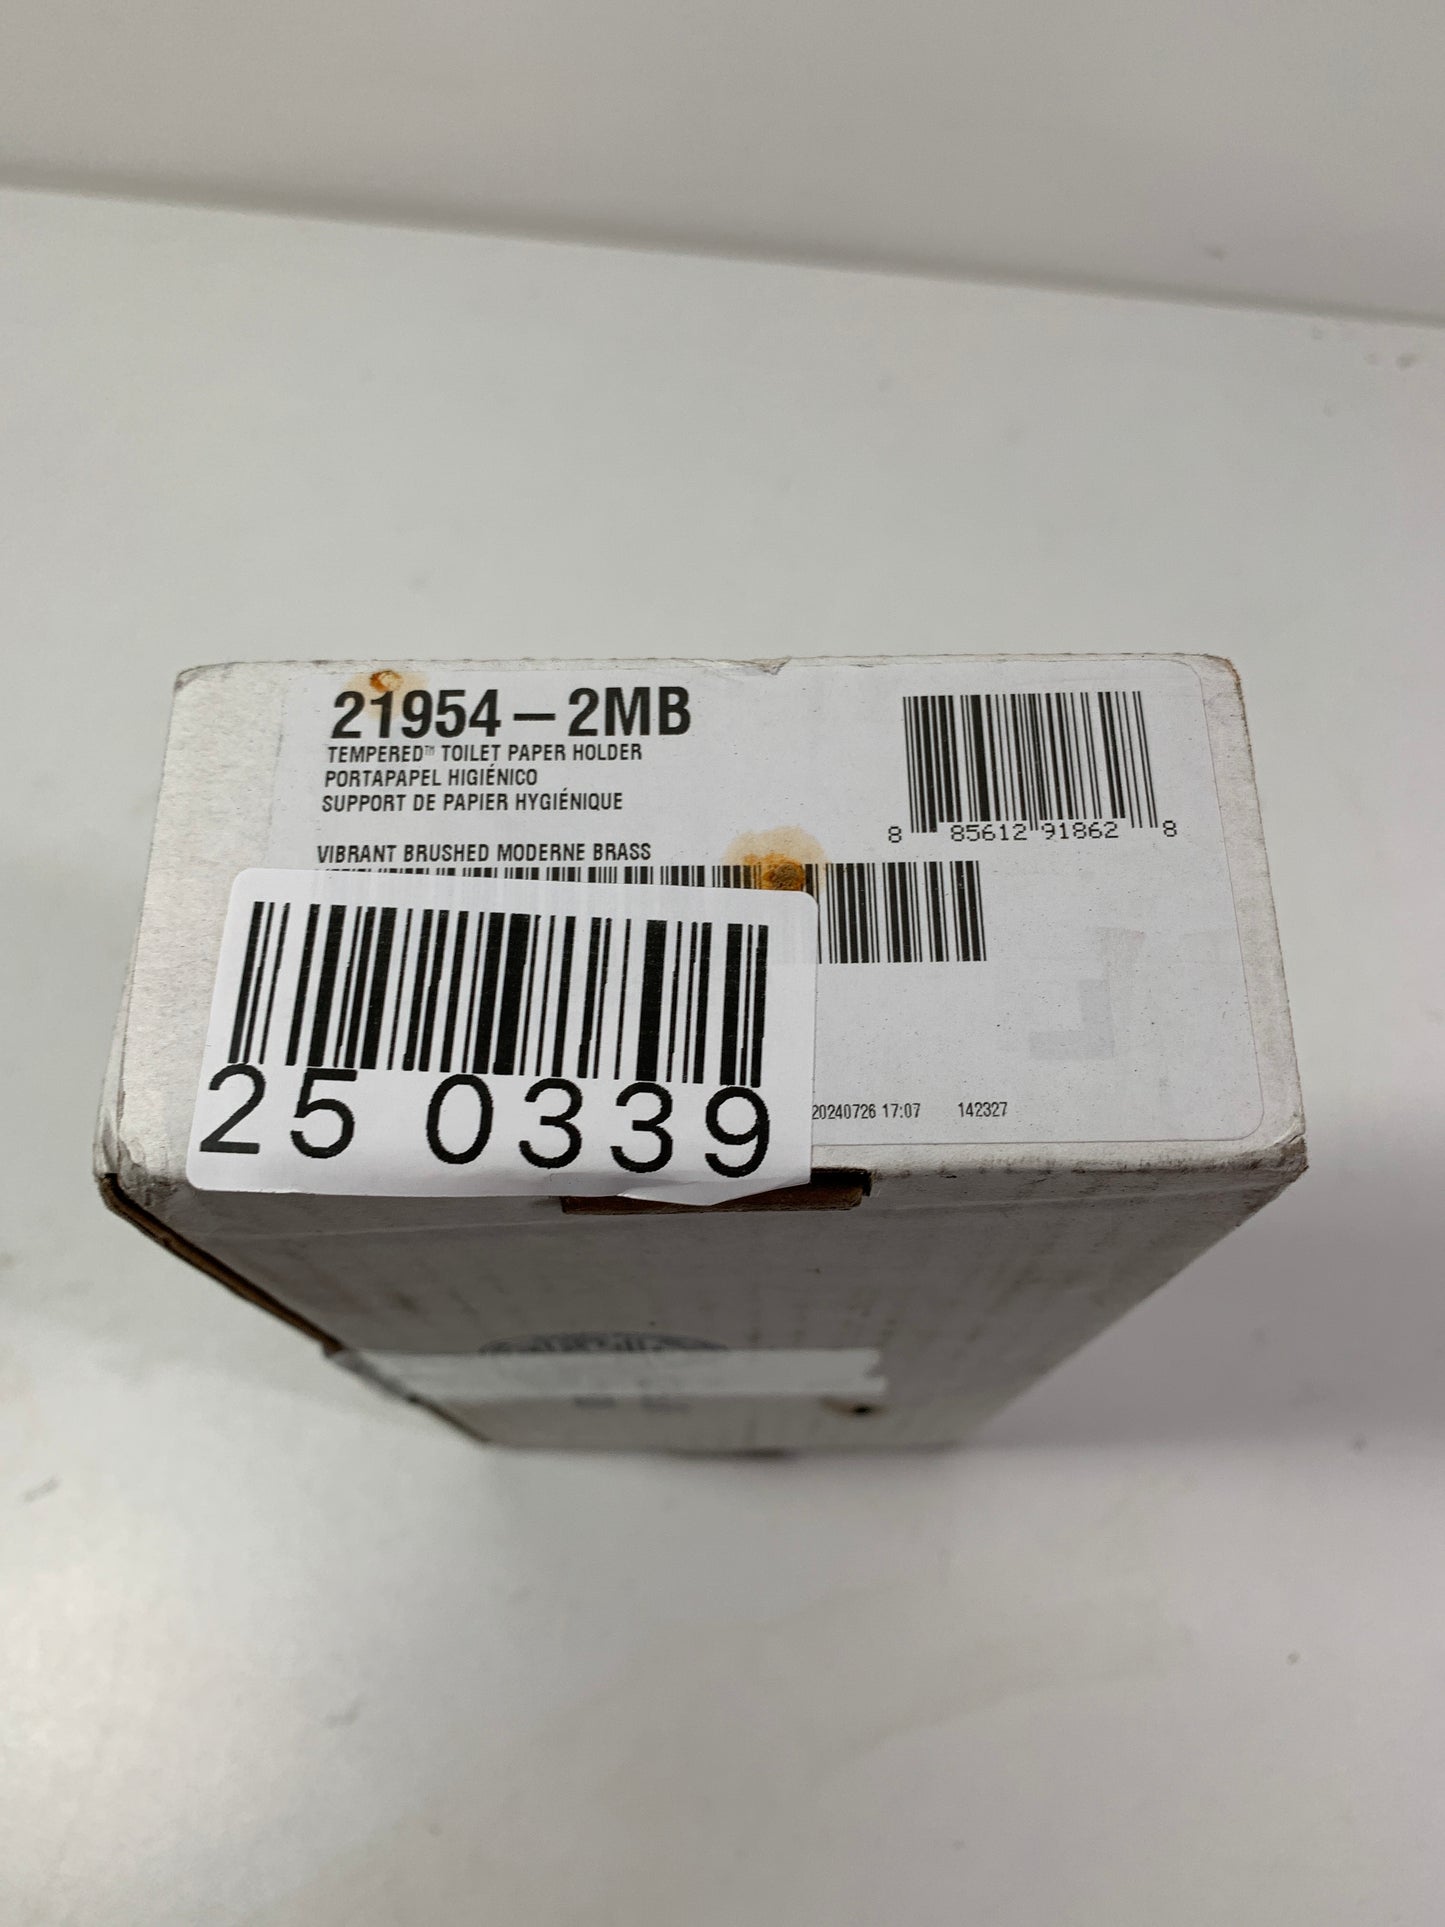 21954-2MB
TEMPERED™ TOILET PAPER HOLDER
PORTAPAPEL HIGIÉNICO
SUPPORT DE PAPIER HYGIÉNIQUE
VIBRANT BRUSHED MODERNE BRASS
8 85612 91862 8
25 0339
20240726 17:07 142327